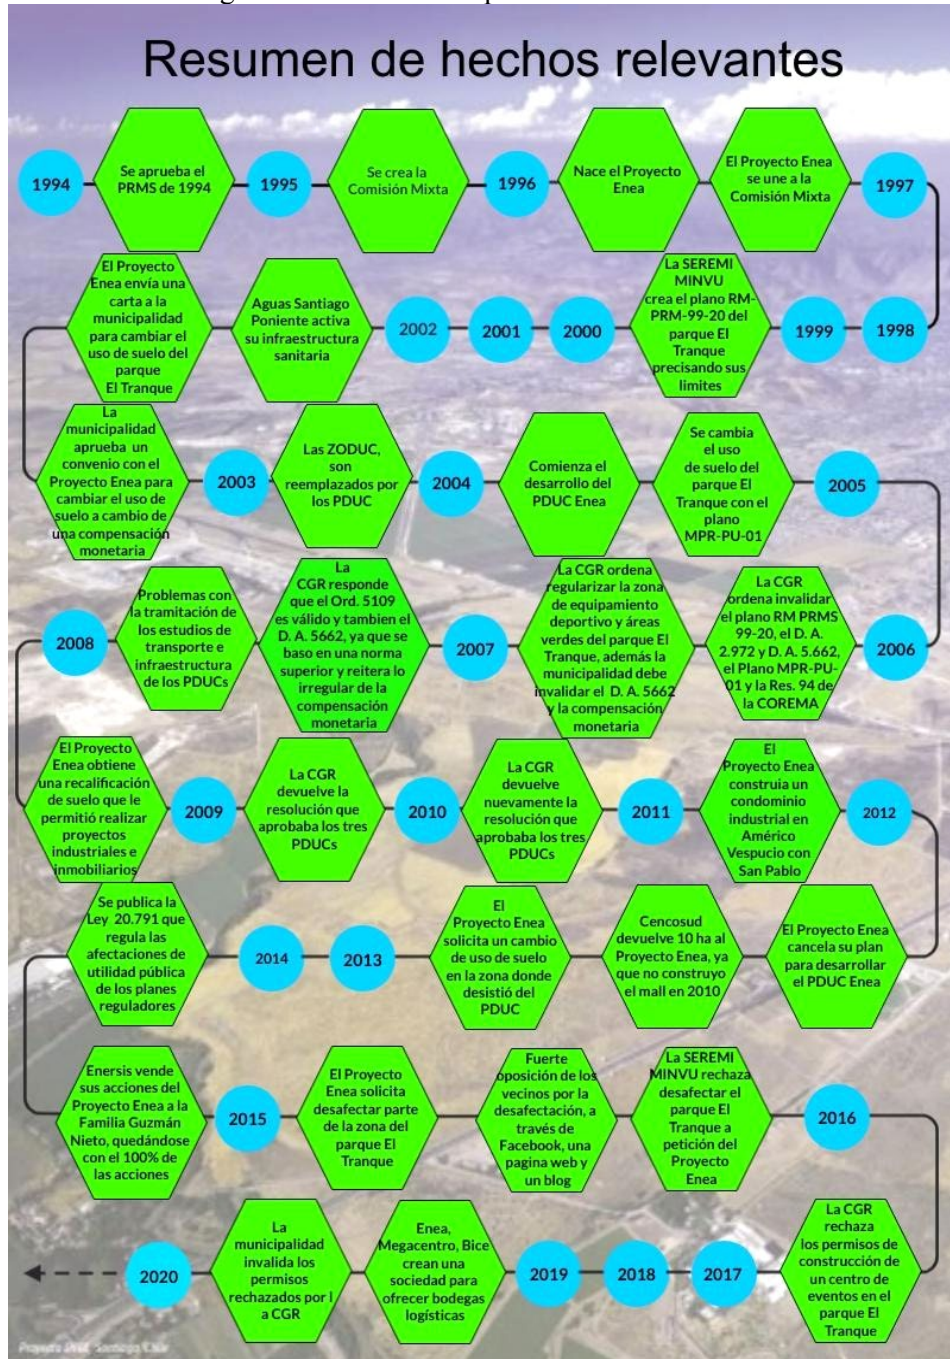 Resumen de hechos relevantes
1994
Se aprueba el
PRMS de 1994
1995
Se crea la
Comisión Mixta
1996
Nace el Proyecto
Enea
El Proyecto Enea
se une a la
Comisión Mixta
1997
1998
1999
La SEREMI
MINVU
crea el plano RM-
PRM-99-20 del
parque El
Tranque
precisando sus
limites
2000
2001
2002
Aguas Santiago
Poniente activa
su infraestructura
sanitaria
El Proyecto
Enea envía una
carta a la
municipalidad
para cambiar el
uso de suelo del
parque
El Tranque
La
municipalidad
aprueba un
convenio con el
Proyecto Enea para
cambiar el uso de
suelo a cambio de
una compensación
monetaria
2003
Las ZODUC,
son
reemplazados por
los PDUC
2004
Comienza el
desarrollo del
PDUC Enea
Se cambia
el uso
de suelo del
parque El
Tranque con el
plano
MPR-PU-01
2005
2006
La CGR
ordena invalidar
el plano RM PRMS
99-20, el D. A.
2.972 y D. A. 5.662,
el Plano MPR-PU-
01 y la Res. 94 de
la COREMA
La CGR ordena
regularizar la zona
de equipamiento
deportivo y áreas
verdes del parque El
Tranque, además la
municipalidad debe
invalidar el D. A. 5662
y la compensación
monetaria
2007
La
CGR responde
que el Ord. 5109
es válido y tambien el
D. A. 5662, ya que se
baso en una norma
superior y reitera lo
irregular de la
compensación
monetaria
Problemas con
la tramitación de
los estudios de
transporte e
infraestructura
de los PDUCs
2008
El Proyecto
Enea obtiene
una recalificación
de suelo que le
permitió realizar
proyectos
industriales e
inmobiliarios
2009
La CGR
devuelve la
resolución que
aprobaba los tres
PDUCs
2010
La CGR
devuelve
nuevamente la
resolución que
aprobaba los tres
PDUCs
2011
El
Proyecto Enea
construia un
condominio
industrial en
Américo
Vespucio con
San Pablo
2012
El Proyecto Enea
cancela su plan
para desarrollar
el PDUC Enea
Cencosud
devuelve 10 ha al
Proyecto Enea, ya
que no construyo
el mall en 2010
El
Proyecto Enea
solicita un cambio
de uso de suelo
en la zona donde
desistió del
PDUC
2013
2014
Se publica la
Ley 20.791 que
regula las
afectaciones de
utilidad pública
de los planes
reguladores
Enersis vende
sus acciones del
Proyecto Enea a la
Familia Guzmán
Nieto, quedándose
con el 100% de
las acciones
2015
El Proyecto
Enea solicita
desafectar parte
de la zona del
parque El
Tranque
Fuerte
oposición de los
vecinos por la
desafectación, a
través de
Facebook, una
pagina web y
un blog
La SEREMI
MINVU rechaza
desafectar el
parque El
Tranque a
petición del
Proyecto
Enea
2016
La CGR
rechaza
los permisos de
construcción de
un centro de
eventos en el
parque El
Tranque
2017
2018
2019
Enea,
Megacentro, Bice
crean una
sociedad para
ofrecer bodegas
logísticas
La
municipalidad
invalida los
permisos
rechazados por l
a CGR
2020